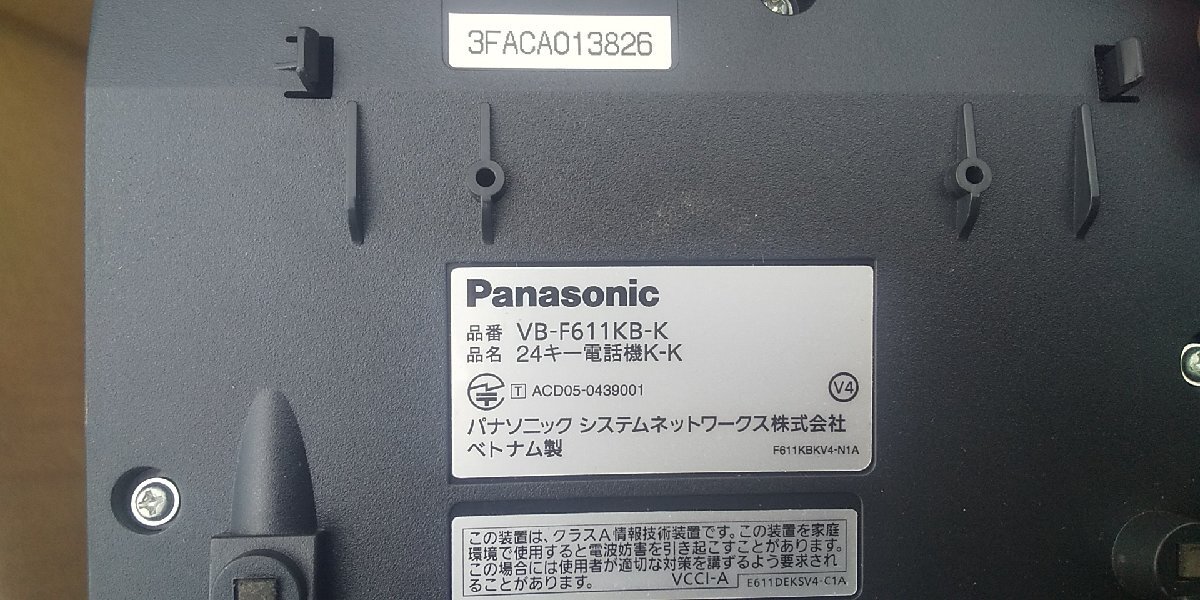 3FACA013826
Panasonic
品番 VB-F611KB-K
品名 24キー電話機K-K
T ACD05-0439001
V4
パナソニック システムネットワークス株式会社
ベトナム製
F611KBKV4-N1A
この装置は、クラスA情報技術装置です。この装置を家庭
環境で使用すると電波妨害を引き起こすことがあります。
この場合には使用者が適切な対策を講ずるよう要求され
ることがあります。
VCCI-A
E611DEKSV4-C1A